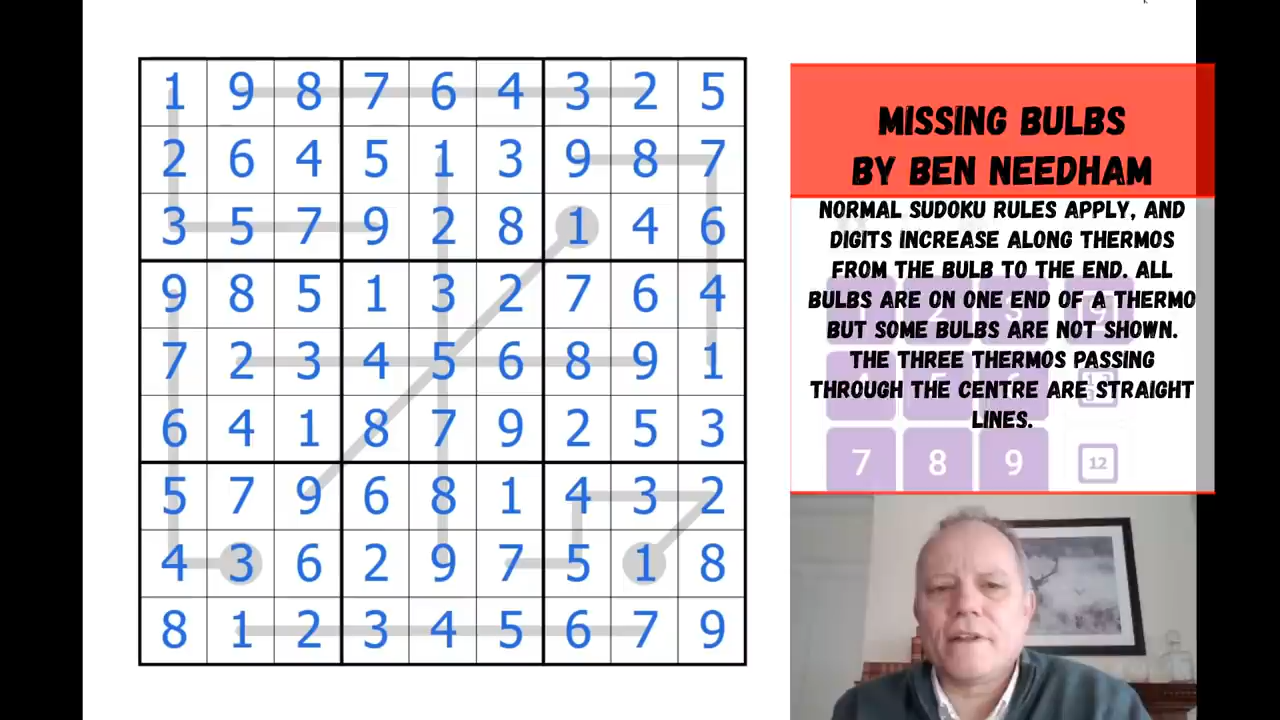 1 9 8 7 6 4 3 2 5
2 6 4 5 1 3 9 8 7
3 5 7 9 2 8 1 4 6
9 8 5 1 3 2 7 6 4
7 2 3 4 5 6 8 9 1
6 4 1 8 7 9 2 5 3
5 7 9 6 8 1 4 3 2
4 3 6 2 9 7 5 1 8
8 1 2 3 4 5 6 7 9
MISSING BULBS
BY BEN NEEDHAM
NORMAL SUDOKU RULES APPLY, AND
DIGITS INCREASE ALONG THERMOS
FROM THE BULB TO THE END. ALL
BULBS ARE ON ONE END OF A THERMO
BUT SOME BULBS ARE NOT SHOWN.
THE THREE THERMOS PASSING
THROUGH THE CENTRE ARE STRAIGHT
LINES.
7 8 9 12